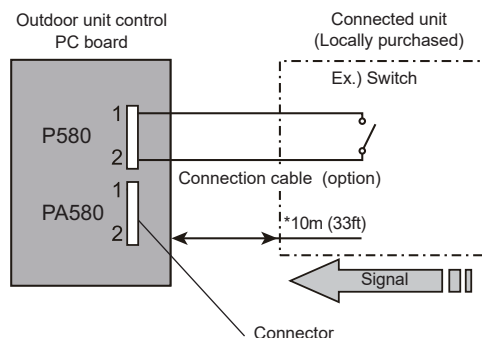 Outdoor unit control
PC board
Connected unit
(Locally purchased)
Ex.) Switch
P580
1
2
Connection cable (option)
PA580
1
2
*10m (33ft)
Signal
Connector